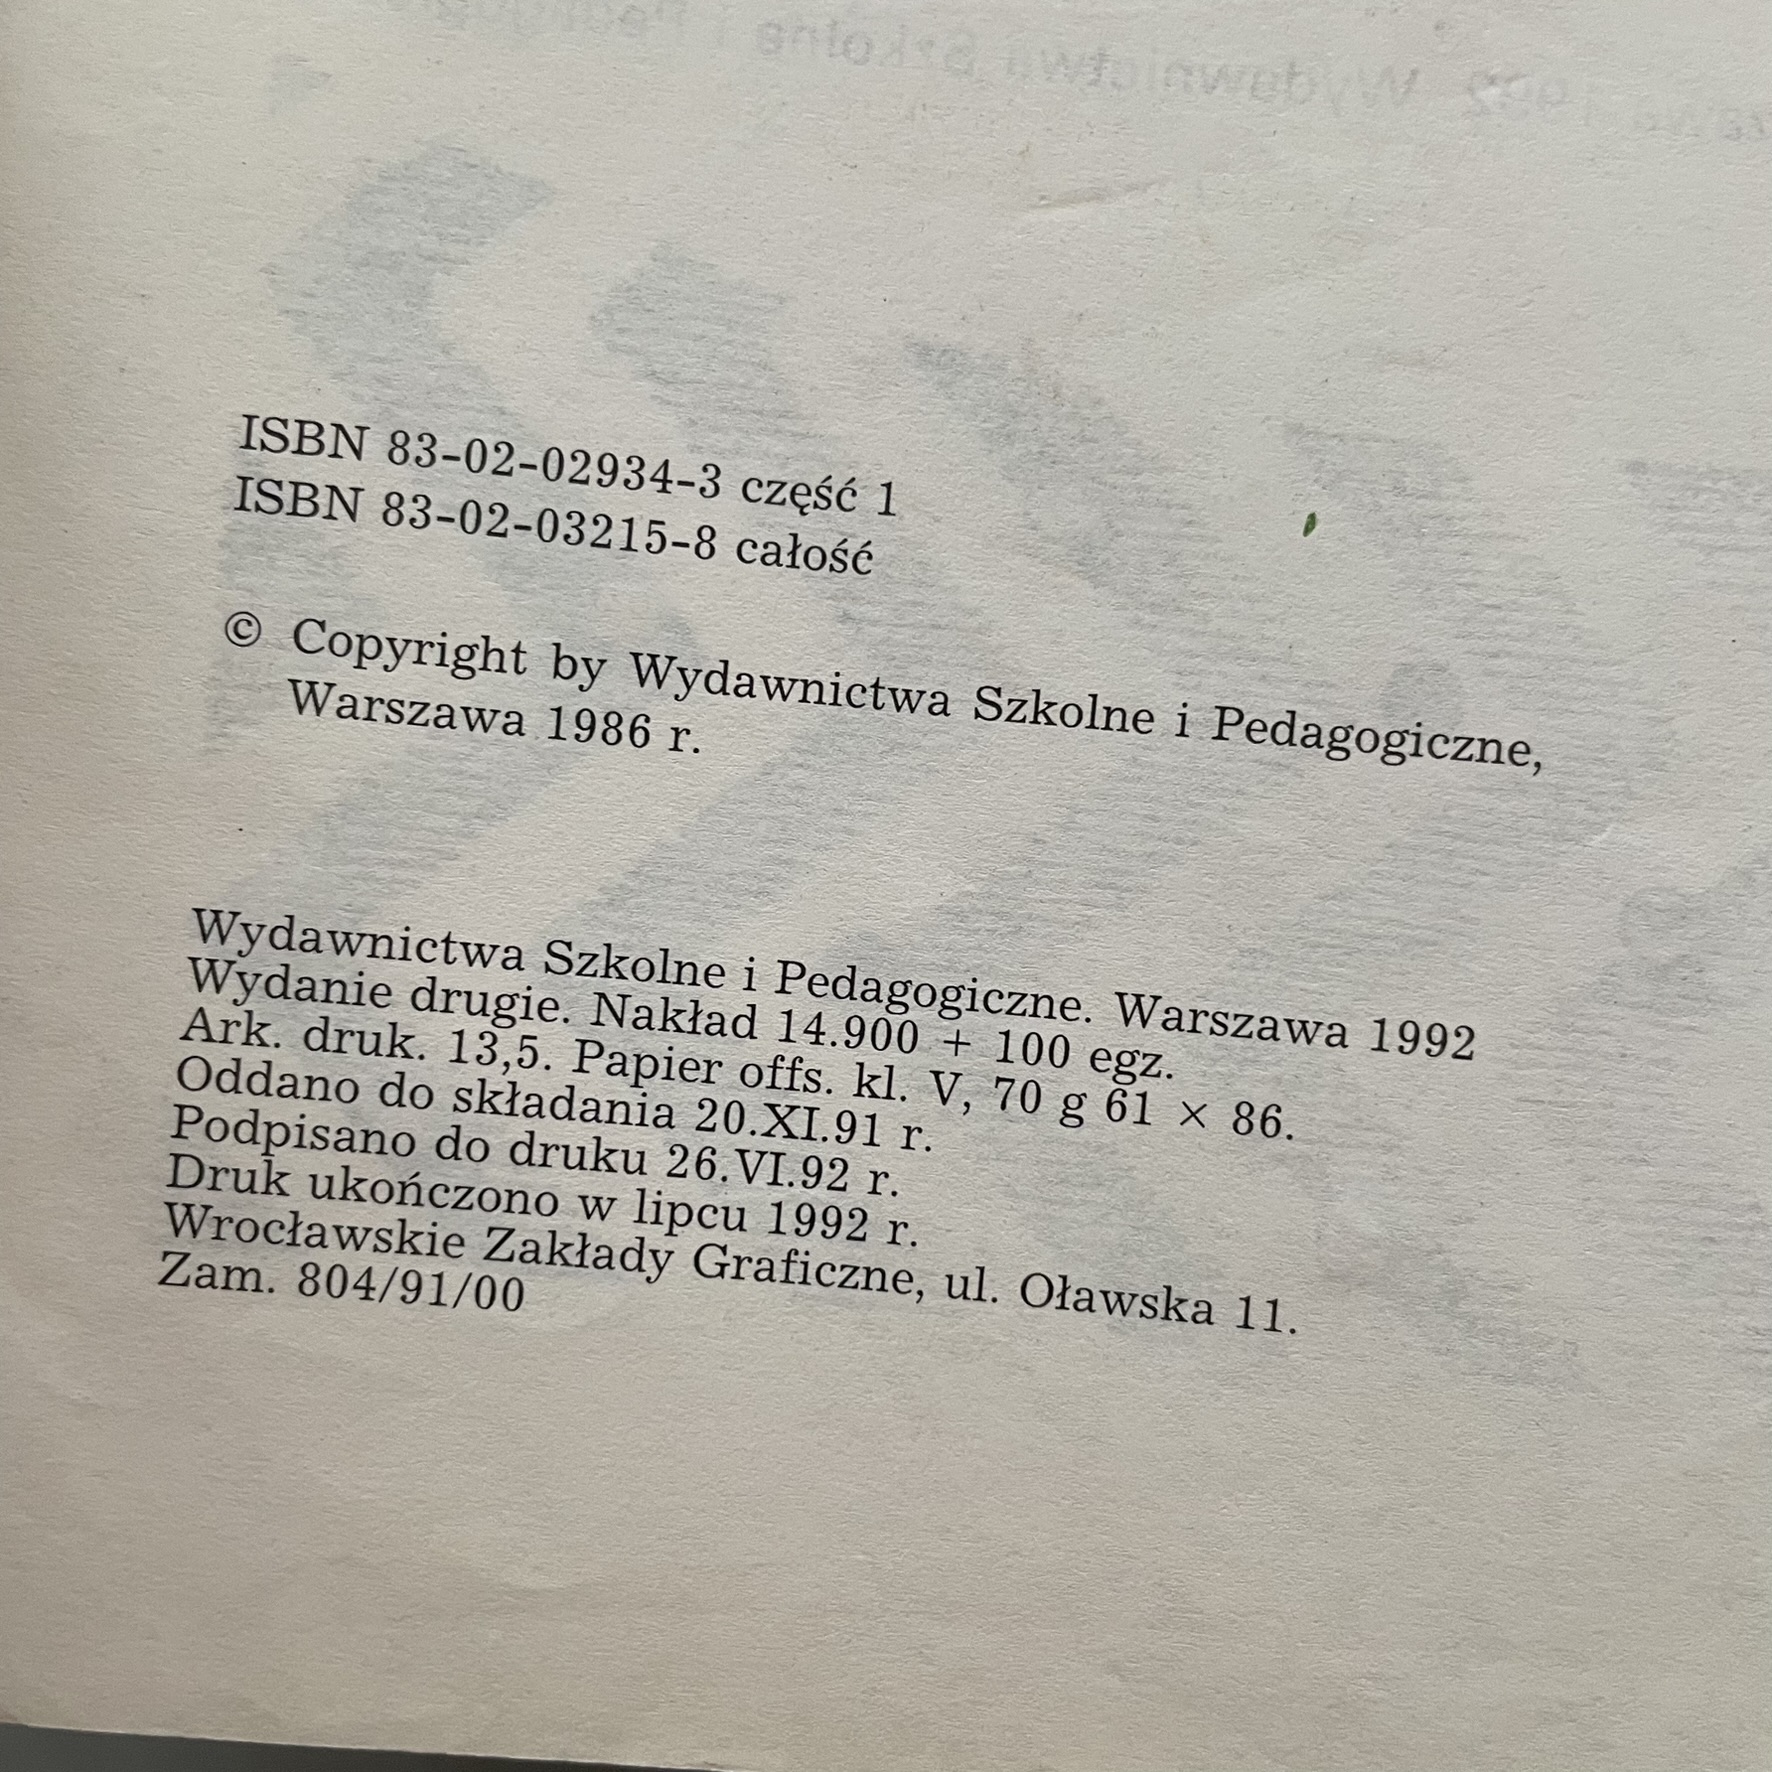 ISBN 83-02-02934-3 część 1
ISBN 83-02-03215-8 całość
© Copyright by Wydawnictwa Szkolne i Pedagogiczne,
Warszawa 1986 r.
Wydawnictwa Szkolne i Pedagogiczne. Warszawa 1992
Wydanie drugie. Nakład 14.900 + 100 egz.
Ark. druk. 13,5. Papier offs. kl. V, 70 g 61 × 86.
Oddano do składania 20.XI.91 r.
Podpisano do druku 26.VI.92 r.
Druk ukończono w lipcu 1992 r.
Wrocławskie Zakłady Graficzne, ul. Oławska 11.
Zam. 804/91/00